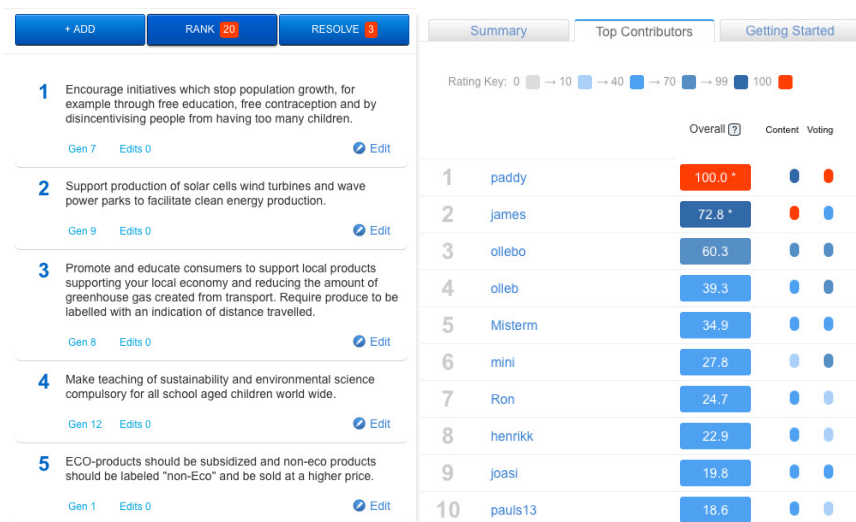 + ADD
RANK 20
RESOLVE 3
1 Encourage initiatives which stop population growth, for
example through free education, free contraception and by
disincentivising people from having too many children.
Gen 7 Edits 0 Edit
2 Support production of solar cells wind turbines and wave
power parks to facilitate clean energy production.
Gen 9 Edits 0 Edit
3 Promote and educate consumers to support local products
supporting your local economy and reducing the amount of
greenhouse gas created from transport. Require produce to be
labelled with an indication of distance travelled.
Gen 8 Edits 0 Edit
4 Make teaching of sustainability and environmental science
compulsory for all school aged children world wide.
Gen 12 Edits 0 Edit
5 ECO-products should be subsidized and non-eco products
should be labeled "non-Eco" and be sold at a higher price.
Gen 1 Edits 0 Edit
Summary
Top Contributors
Getting Started
Rating Key: 0 → 10 → 40 → 70 → 99 100
Overall ? Content Voting
1 paddy 100.0 *
2 james 72.8 *
3 ollebo 60.3
4 olleb 39.3
5 Misterm 34.9
6 mini 27.8
7 Ron 24.7
8 henrikk 22.9
9 joasi 19.8
10 pauls13 18.6